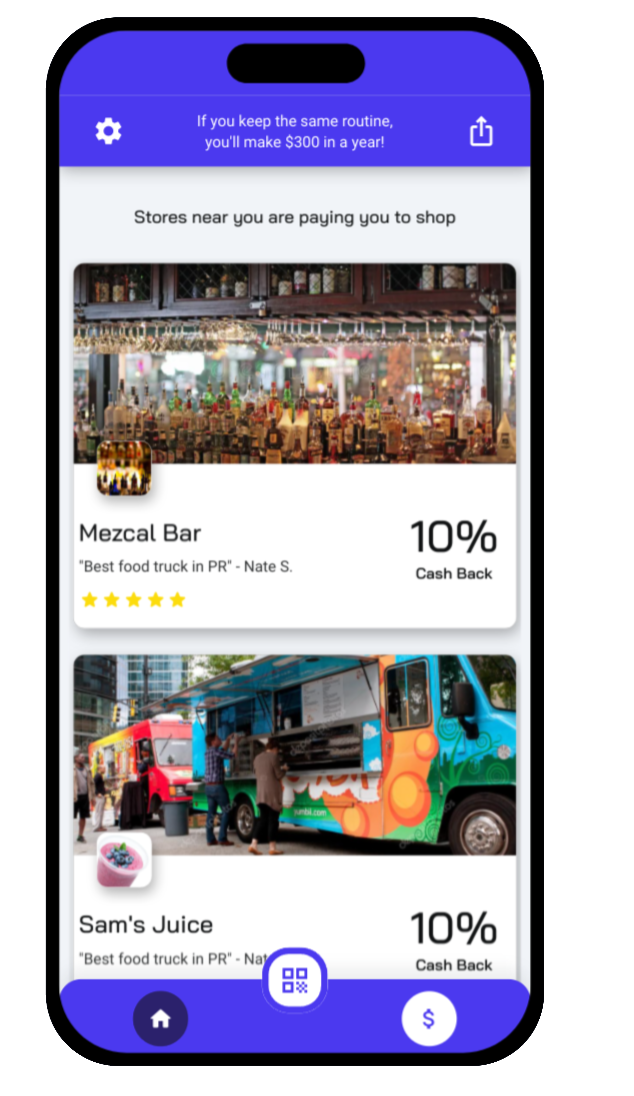 If you keep the same routine,
you'll make $300 in a year!
Stores near you are paying you to shop
Mezcal Bar
"Best food truck in PR" - Nate S.
10%
Cash Back
yumbii.com
Sam's Juice
"Best food truck in PR" - Nat
10%
Cash Back
$